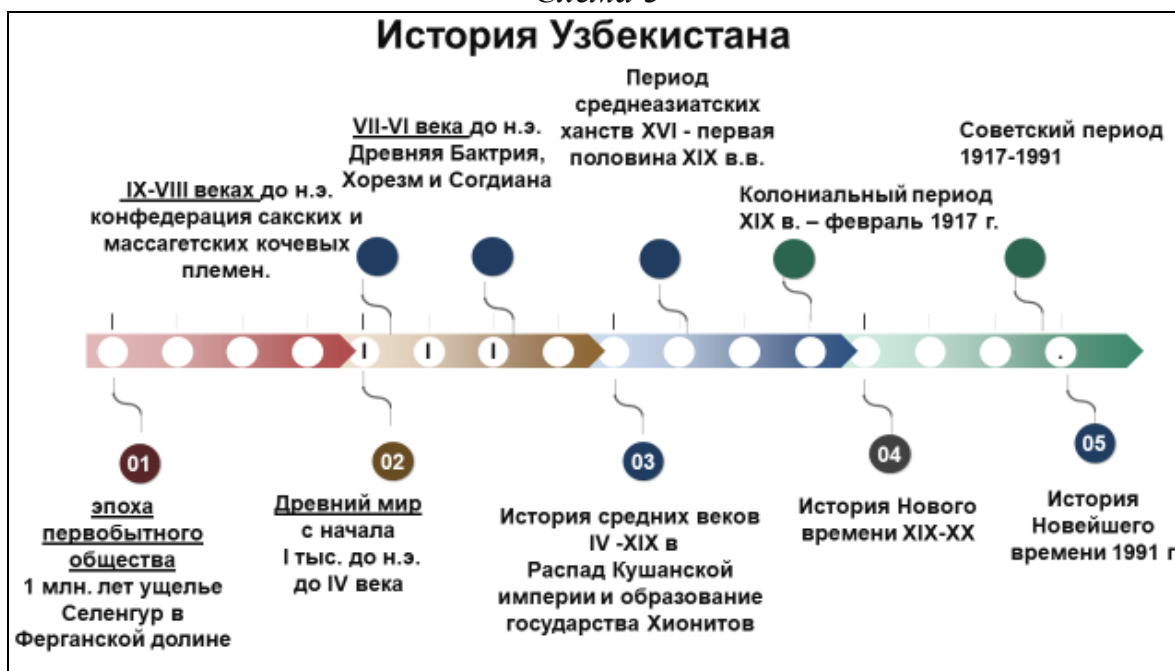 Схема 3
История Узбекистана
IX-VIII веках до н.э.
конфедерация сакских и
массагетских кочевых
племен.
VII-VI века до н.э.
Древняя Бактрия,
Хорезм и Согдиана
Период
среднеазиатских
ханств XVI - первая
половина XIX в.в.
Колониальный период
XIX в. – февраль 1917 г.
Советский период
1917-1991
I I I .
01
эпоха
первобытного
общества
1 млн. лет ущелье
Селенгур в
Ферганской долине
02
Древний мир
с начала
I тыс. до н.э.
до IV века
03
История средних веков
IV -XIX в
Распад Кушанской
империи и образование
государства Хионитов
04
История Нового
времени XIX-XX
05
История
Новейшего
времени 1991 г